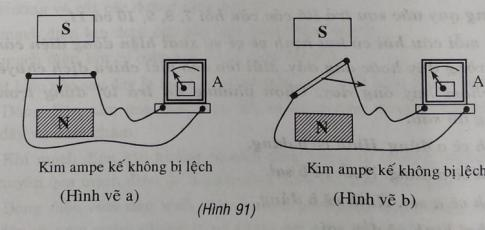 S
A
N
Kim ampe kế không bị lệch
(Hình vẽ a)
S
A
N
Kim ampe kế không bị lệch
(Hình vẽ b)
(Hình 91)